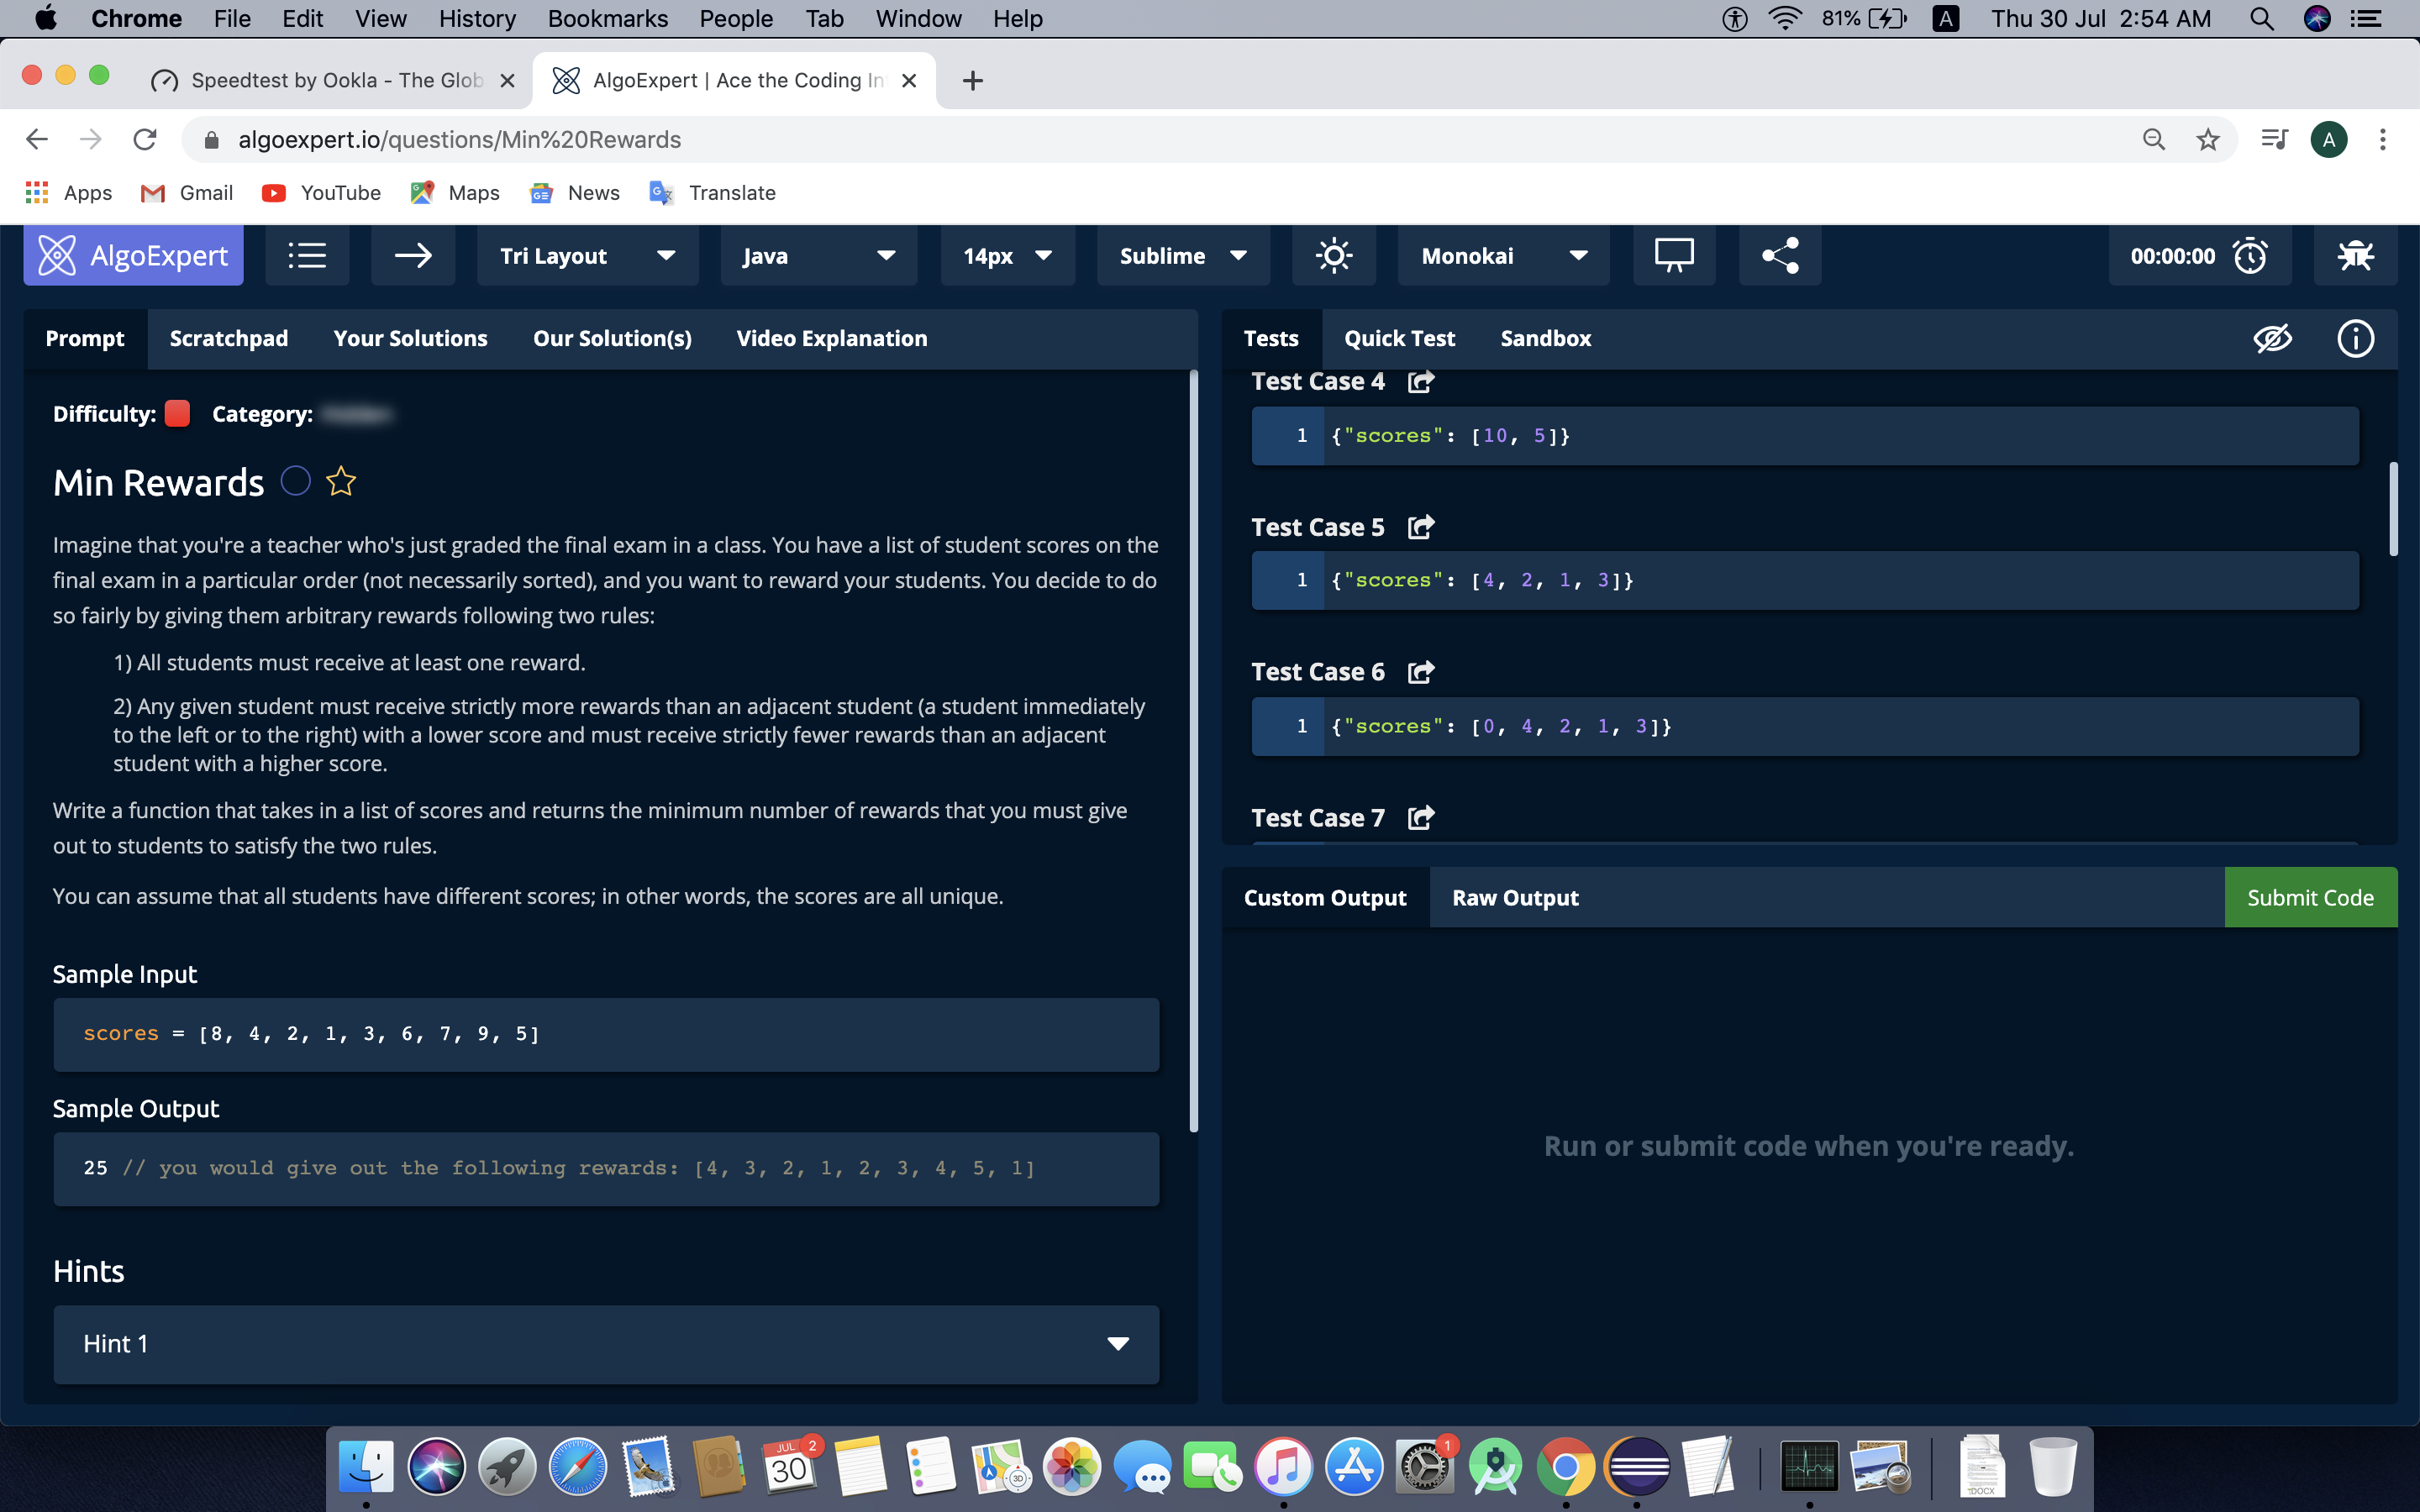 Chrome File Edit View History Bookmarks People Tab Window Help 81% A Thu 30 Jul 2:54 AM
Speedtest by Ookla - The Glob
AlgoExpert | Ace the Coding In
algoexpert.io/questions/Min%20Rewards
A
Apps Gmail YouTube Maps News Translate
AlgoExpert Tri Layout Java 14px Sublime Monokai 00:00:00
Prompt Scratchpad Your Solutions Our Solution(s) Video Explanation
Difficulty: Category:
Min Rewards
Imagine that you're a teacher who's just graded the final exam in a class. You have a list of student scores on the
final exam in a particular order (not necessarily sorted), and you want to reward your students. You decide to do
so fairly by giving them arbitrary rewards following two rules:
1) All students must receive at least one reward.
2) Any given student must receive strictly more rewards than an adjacent student (a student immediately
to the left or to the right) with a lower score and must receive strictly fewer rewards than an adjacent
student with a higher score.
Write a function that takes in a list of scores and returns the minimum number of rewards that you must give
out to students to satisfy the two rules.
You can assume that all students have different scores; in other words, the scores are all unique.
Sample Input
scores = [8, 4, 2, 1, 3, 6, 7, 9, 5]
Sample Output
25 // you would give out the following rewards: [4, 3, 2, 1, 2, 3, 4, 5, 1]
Hints
Hint 1
Tests Quick Test Sandbox
Test Case 4
1 {"scores": [10, 5]}
Test Case 5
1 {"scores": [4, 2, 1, 3]}
Test Case 6
1 {"scores": [0, 4, 2, 1, 3]}
Test Case 7
Custom Output Raw Output Submit Code
Run or submit code when you're ready.
JUL 2
30
3D
1
DOCX